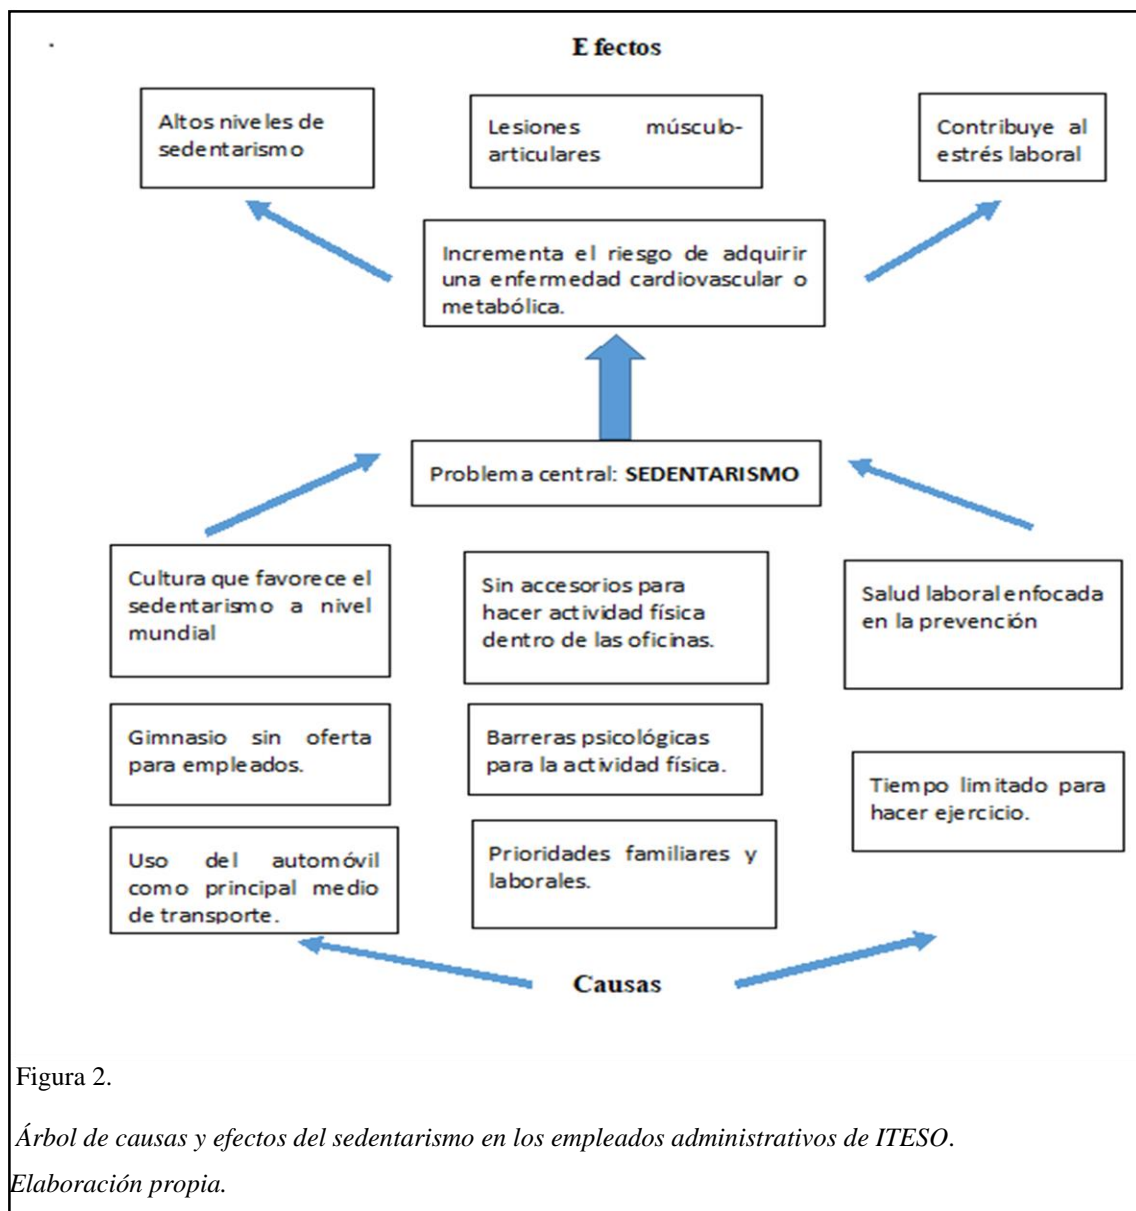 Efectos
Altos niveles de
sedentarismo
Lesiones músculo-
articulares
Contribuye al
estrés laboral
Incrementa el riesgo de adquirir
una enfermedad cardiovascular o
metabólica.
Problema central: SEDENTARISMO
Cultura que favorece el
sedentarismo a nivel
mundial
Sin accesorios para
hacer actividad física
dentro de las oficinas.
Salud laboral enfocada
en la prevención
Gimnasio sin oferta
para empleados.
Barreras psicológicas
para la actividad física.
Tiempo limitado para
hacer ejercicio.
Uso del automóvil
como principal medio
de transporte.
Prioridades familiares y
laborales.
Causas
Figura 2.
Árbol de causas y efectos del sedentarismo en los empleados administrativos de ITESO.
Elaboración propia.